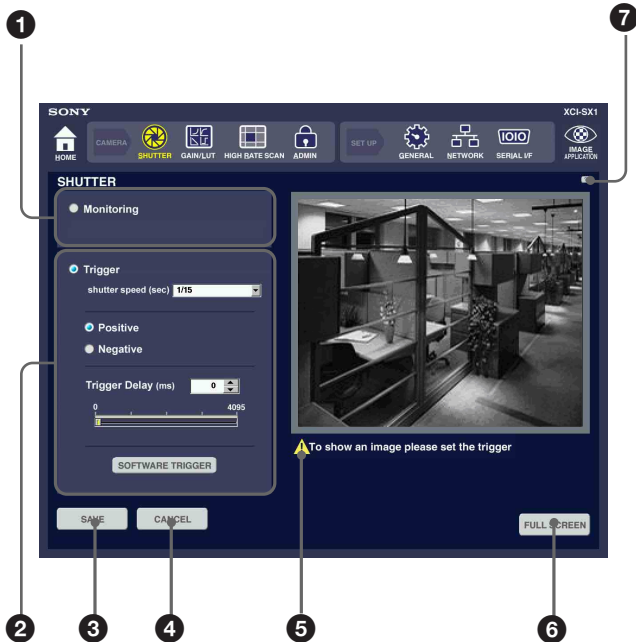 1
7
SONY
XCI-SX1
HOME
CAMERA
SHUTTER
GAIN/LUT
HIGH RATE SCAN
ADMIN
SET UP
GENERAL
NETWORK
IOIO
SERIAL I/F
IMAGE
APPLICATION
SHUTTER
Monitoring
Trigger
shutter speed (sec) 1/15
Positive
Negative
Trigger Delay (ms) 0
0 4095
SOFTWARE TRIGGER
! To show an image please set the trigger
SAVE
CANCEL
FULL SCREEN
2
3
4
5
6